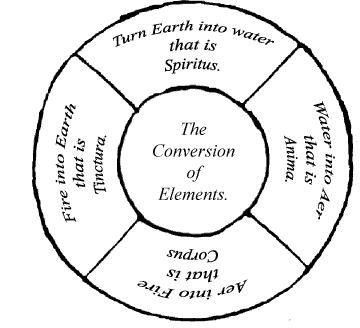 Turn Earth into water
that is
Spiritus.
Water into Aer
that is
Anima.
Aer into Fire
that is
Corpus
Fire into Earth
that is
Tinctura.
The
Conversion
of
Elements.